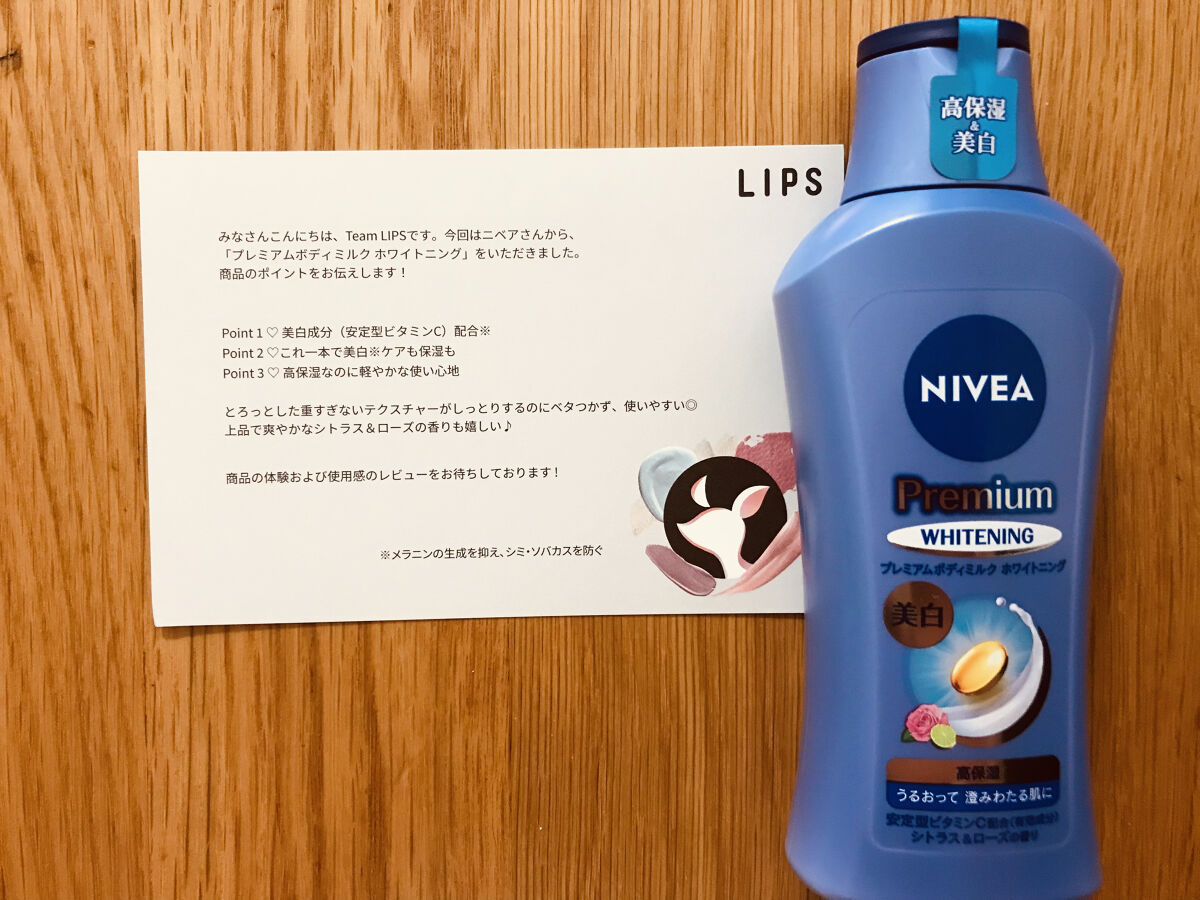 LIPS
みなさんこんにちは、Team LIPSです。今回はニベアさんから、
「プレミアムボディミルク ホワイトニング」をいただきました。
商品のポイントをお伝えします！
Point 1 ♡ 美白成分（安定型ビタミンC）配合※
Point 2 ♡これ一本で美白※ケアも保湿も
Point 3 ♡ 高保湿なのに軽やかな使い心地
とろっとした重すぎないテクスチャーがしっとりするのにベタつかず、使いやすい◎
上品で爽やかなシトラス＆ローズの香りも嬉しい♪
商品の体験および使用感のレビューをお待ちしております！
※メラニンの生成を抑え、シミ・ソバカスを防ぐ
高保湿
&
美白
NIVEA
Premium
WHITENING
プレミアムボディミルク ホワイトニング
美白
高保湿
うるおって 澄みわたる肌に
安定型ビタミンC配合(有効成分)
シトラス&ローズの香り